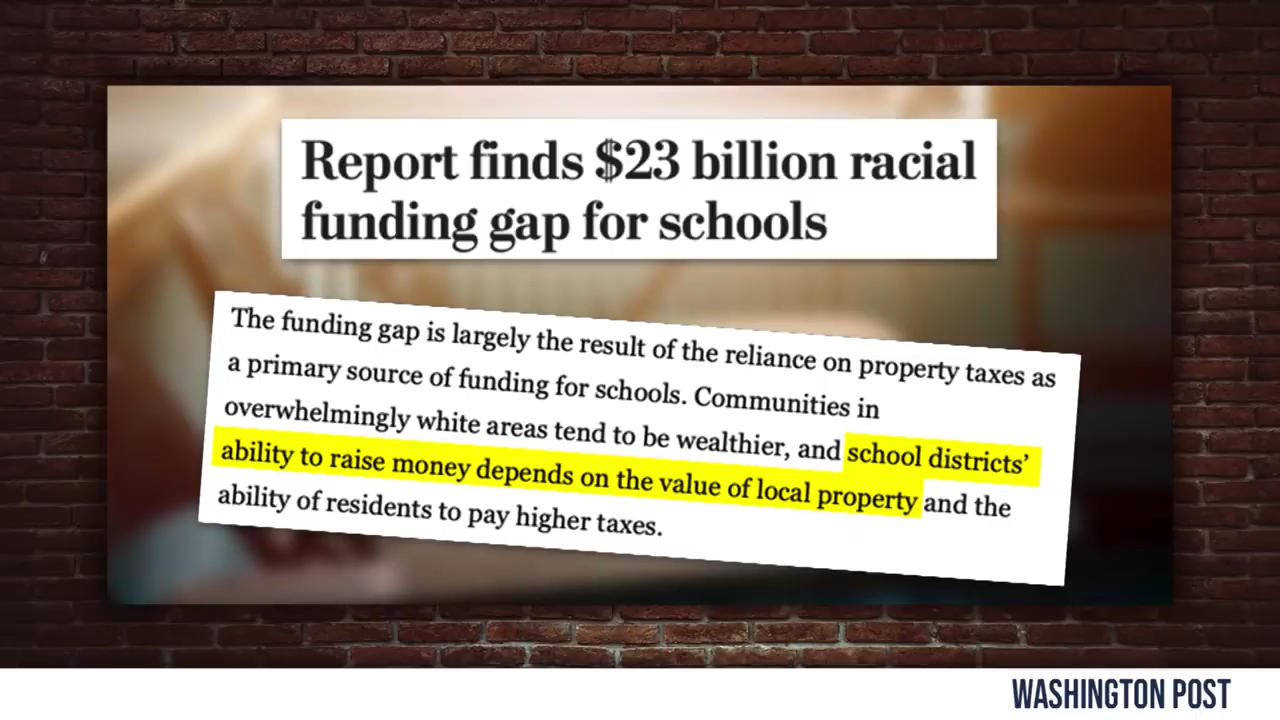 Report finds $23 billion racial
funding gap for schools
The funding gap is largely the result of the reliance on property taxes as
a primary source of funding for schools. Communities in
overwhelmingly white areas tend to be wealthier, and school districts’
ability to raise money depends on the value of local property and the
ability of residents to pay higher taxes.
WASHINGTON POST